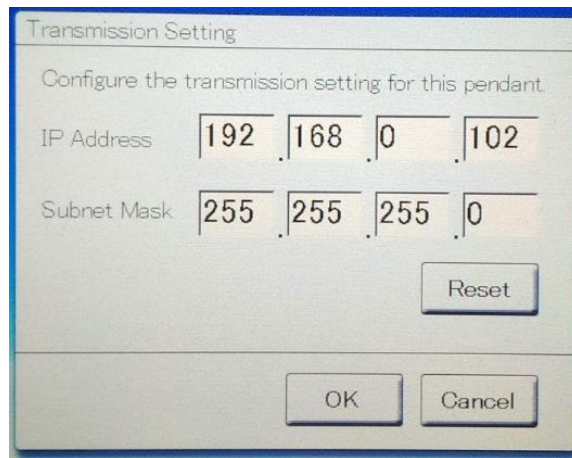 Transmission Setting
Configure the transmission setting for this pendant.
IP Address 192 . 168 . 0 . 102
Subnet Mask 255 . 255 . 255 . 0
Reset
OK Cancel